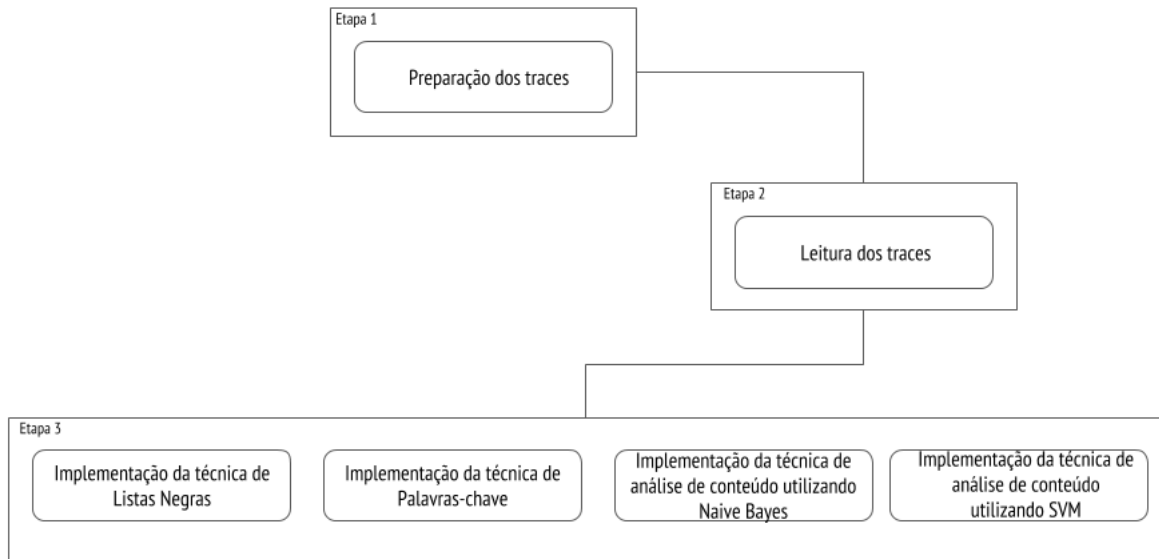 Etapa 1
Preparação dos traces
Etapa 2
Leitura dos traces
Etapa 3
Implementação da técnica de
Listas Negras
Implementação da técnica de
Palavras-chave
Implementação da técnica de
análise de conteúdo utilizando
Naive Bayes
Implementação da técnica de
análise de conteúdo
utilizando SVM